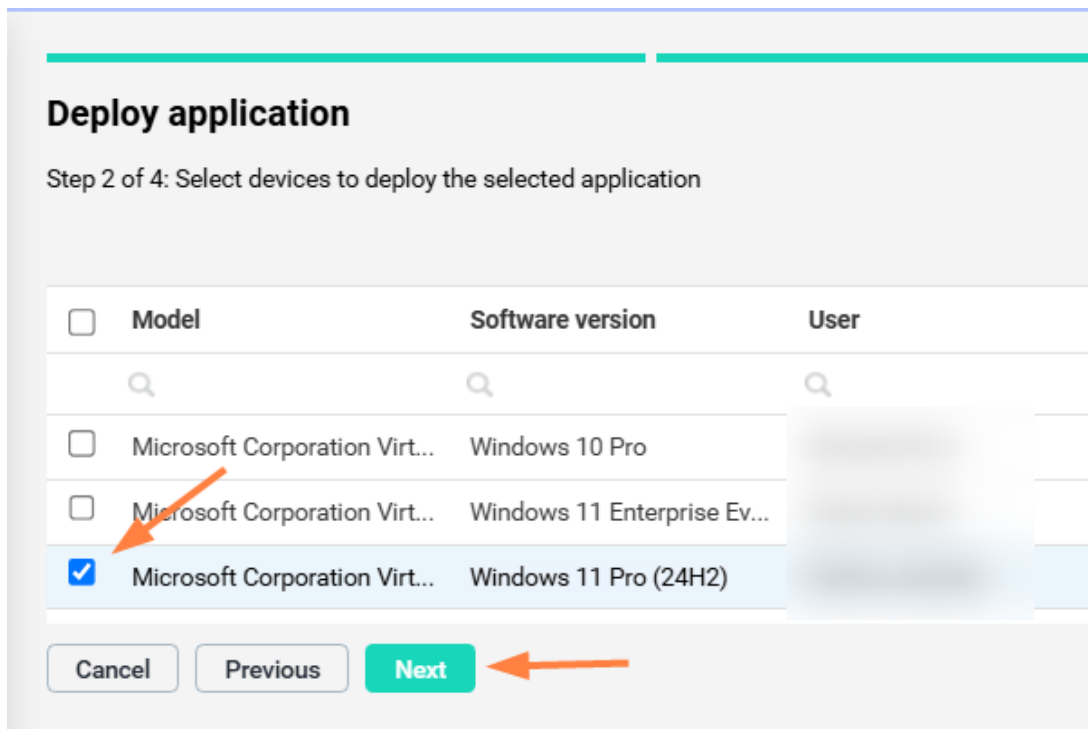 Deploy application
Step 2 of 4: Select devices to deploy the selected application
Model Software version User
Microsoft Corporation Virt... Windows 10 Pro
Microsoft Corporation Virt... Windows 11 Enterprise Ev...
Microsoft Corporation Virt... Windows 11 Pro (24H2)
Cancel Previous Next